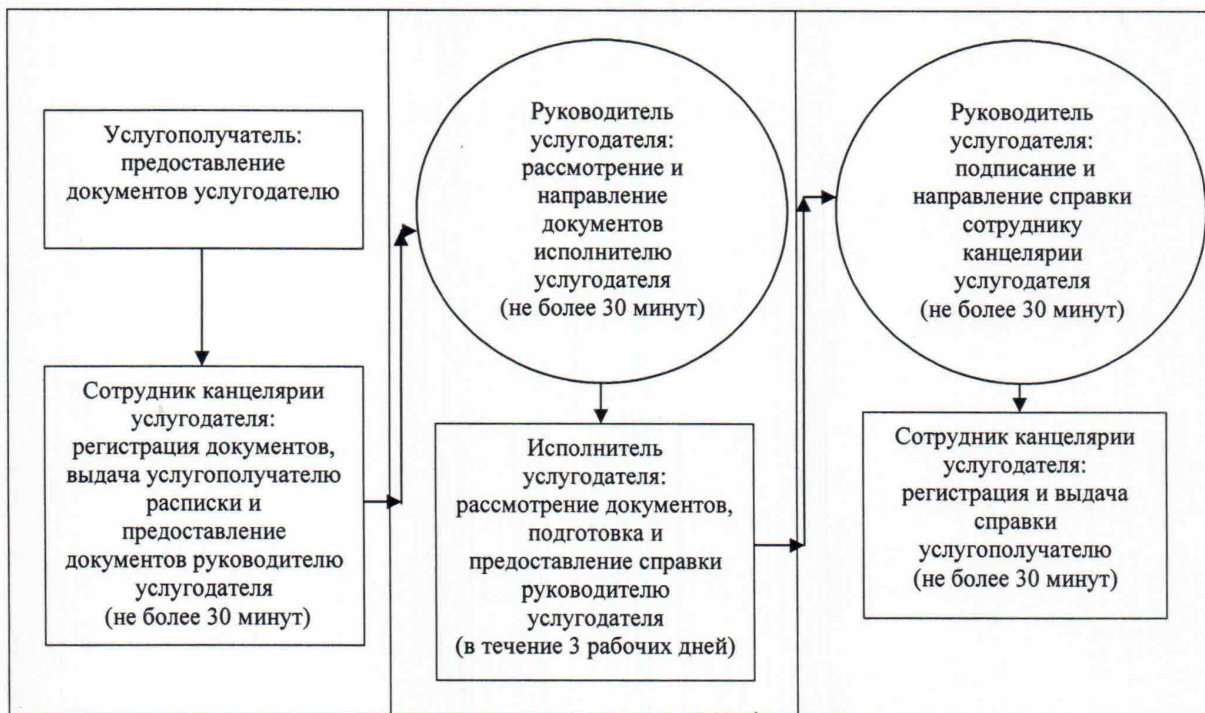 Услугополучатель:
предоставление
документов услугодателю
Сотрудник канцелярии
услугодателя:
регистрация документов,
выдача услугополучателю
расписки и
предоставление
документов руководителю
услугодателя
(не более 30 минут)
Руководитель
услугодателя:
рассмотрение и
направление
документов
исполнителю
услугодателя
(не более 30 минут)
Исполнитель
услугодателя:
рассмотрение документов,
подготовка и
предоставление справки
руководителю
услугодателя
(в течение 3 рабочих дней)
Руководитель
услугодателя:
подписание и
направление справки
сотруднику
канцелярии
услугодателя
(не более 30 минут)
Сотрудник канцелярии
услугодателя:
регистрация и выдача
справки
услугополучателю
(не более 30 минут)